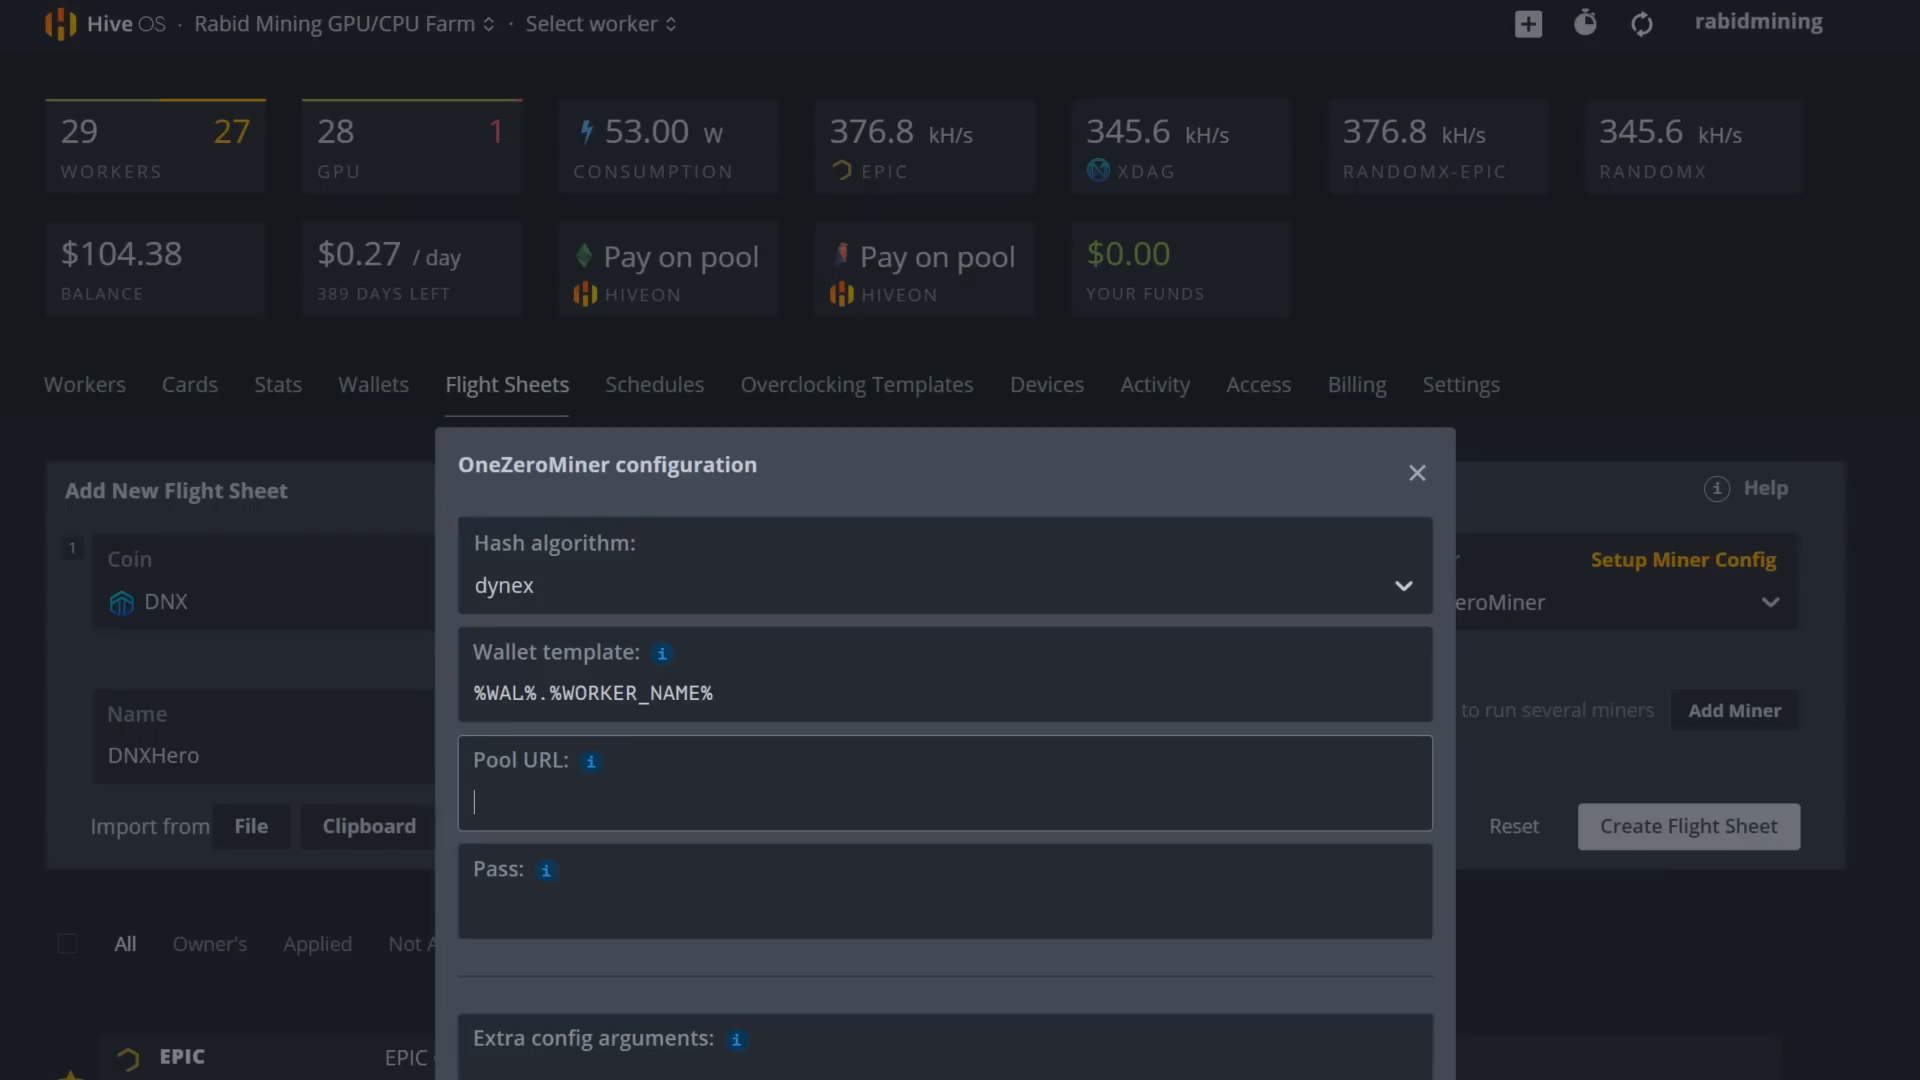 Hive OS · Rabid Mining GPU/CPU Farm · Select worker
rabidmining
29 27
WORKERS
28 1
GPU
53.00 W
CONSUMPTION
376.8 kH/s
EPIC
345.6 kH/s
XDAG
376.8 kH/s
RANDOMX-EPIC
345.6 kH/s
RANDOMX
$104.38
BALANCE
$0.27 / day
389 DAYS LEFT
Pay on pool
HIVEON
Pay on pool
HIVEON
$0.00
YOUR FUNDS
Workers Cards Stats Wallets Flight Sheets Schedules Overclocking Templates Devices Activity Access Billing Settings
Add New Flight Sheet
Help
1
Coin
DNX
Name
DNXHero
Import from File Clipboard
OneZeroMiner configuration
Hash algorithm:
dynex
Wallet template:
%WAL%.%WORKER_NAME%
Pool URL:
Pass:
Extra config arguments:
Setup Miner Config
eroMiner
to run several miners Add Miner
Reset Create Flight Sheet
All Owner's Applied Not A
EPIC EPIC